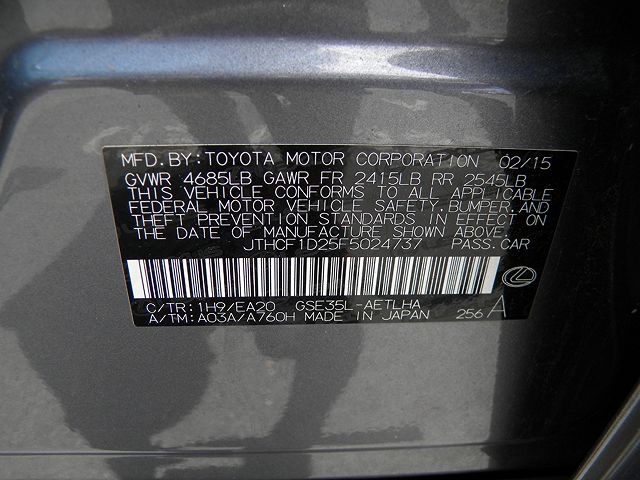 MFD.BY:TOYOTA MOTOR CORPORATION 02/15
GVWR 4685LB GAWR FR 2415LB RR 2545LB
THIS VEHICLE CONFORMS TO ALL APPLICABLE
FEDERAL MOTOR VEHICLE SAFETY,BUMPER,AND
THEFT PREVENTION STANDARDS IN EFFECT ON
THE DATE OF MANUFACTURE SHOWN ABOVE.
JTHCF1D25F5024737 PASS.CAR
C/TR:1H9/EA20 GSE35L-AETLHA
A/TM:A03A/A760H MADE IN JAPAN 256 A